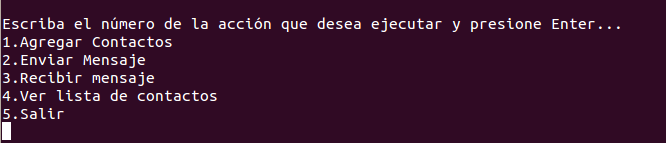 Escriba el número de la acción que desea ejecutar y presione Enter...
1.Agregar Contactos
2.Enviar Mensaje
3.Recibir mensaje
4.Ver lista de contactos
5.Salir